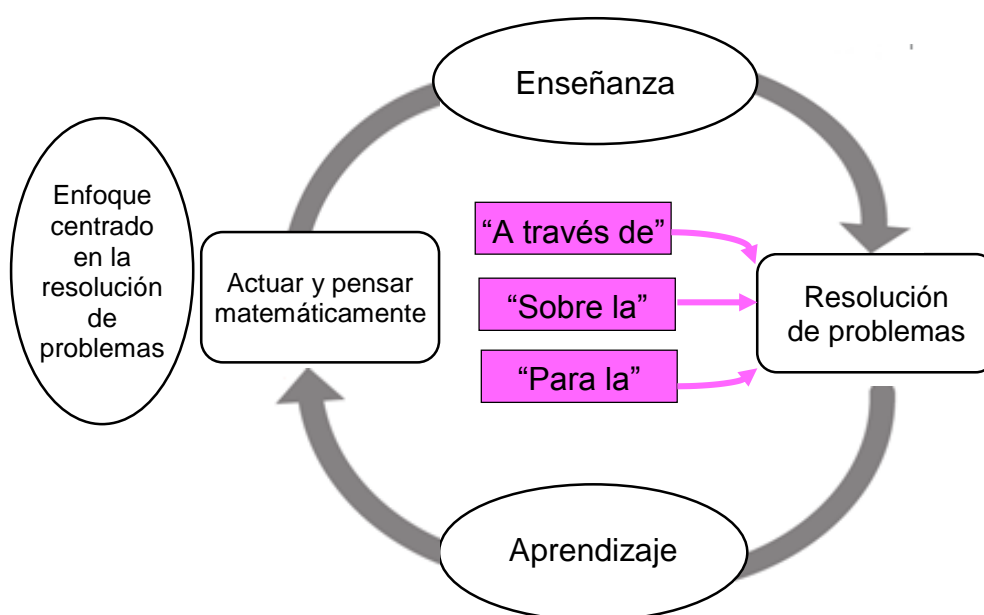 Enseñanza
Enfoque
centrado
en la
resolución
de
problemas
Actuar y pensar
matemáticamente
“A través de”
“Sobre la”
“Para la”
Resolución
de problemas
Aprendizaje